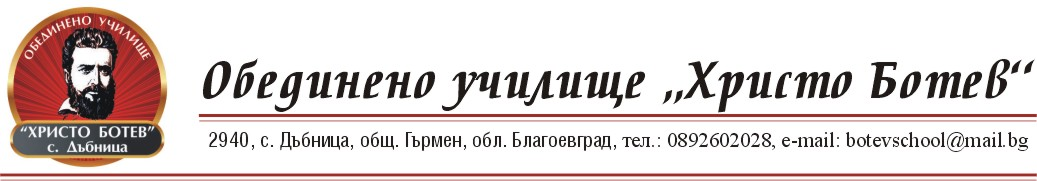 ОБЕДИНЕНО УЧИЛИЩЕ
"ХРИСТО БОТЕВ"
с. Дъбница
Обединено училище „Христо Ботев“
2940, с. Дъбница, общ. Гърмен, обл. Благоевград, тел.: 0892602028, e-mail: botevschool@mail.bg